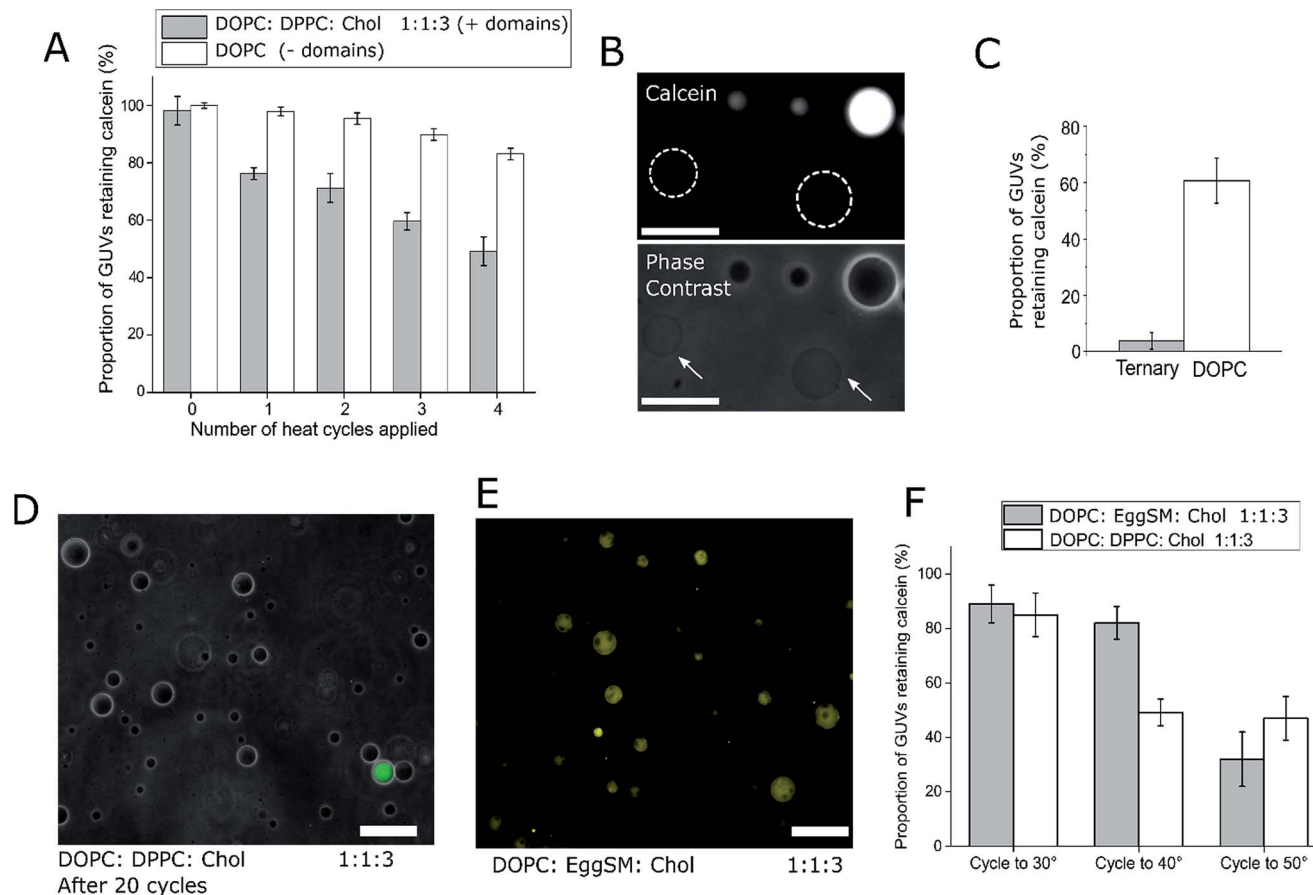 A
DOPC: DPPC: Chol 1:1:3 (+ domains)
DOPC (- domains)
Proportion of GUVs retaining calcein (%)
100
80
60
40
20
0
0 1 2 3 4
Number of heat cycles applied
B
Calcein
Phase
Contrast
C
Proportion of GUVs
retaining calcein (%)
80
60
40
20
0
Ternary DOPC
D
DOPC: DPPC: Chol 1:1:3
After 20 cycles
E
DOPC: EggSM: Chol 1:1:3
F
DOPC: EggSM: Chol 1:1:3
DOPC: DPPC: Chol 1:1:3
Proportion of GUVs retaining calcein (%)
100
80
60
40
20
0
Cycle to 30° Cycle to 40° Cycle to 50°